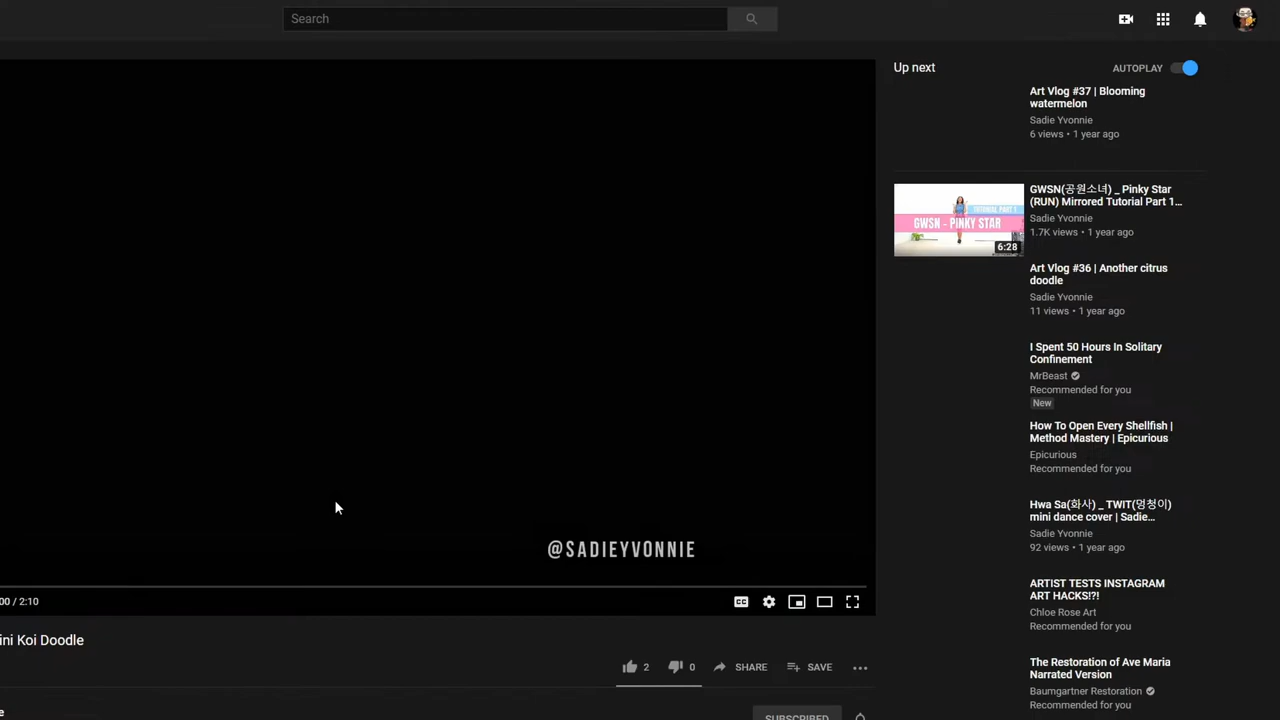 Search
Up next
AUTOPLAY
Art Vlog #37 | Blooming
watermelon
Sadie Yvonnie
6 views • 1 year ago
TUTORIAL PART 1
GWSN - PINKY STAR
6:28
GWSN(공원소녀) _ Pinky Star
(RUN) Mirrored Tutorial Part 1...
Sadie Yvonnie
1.7K views • 1 year ago
Art Vlog #36 | Another citrus
doodle
Sadie Yvonnie
11 views • 1 year ago
I Spent 50 Hours In Solitary
Confinement
MrBeast
Recommended for you
New
How To Open Every Shellfish |
Method Mastery | Epicurious
Epicurious
Recommended for you
Hwa Sa(화사) _ TWIT(멍청이)
mini dance cover | Sadie...
Sadie Yvonnie
92 views • 1 year ago
ARTIST TESTS INSTAGRAM
ART HACKS!?!
Chloe Rose Art
Recommended for you
The Restoration of Ave Maria
Narrated Version
Baumgartner Restoration
Recommended for you
@SADIEYVONNIE
00 / 2:10
CC
ini Koi Doodle
2
0
SHARE
SAVE
e
SUBSCRIBED